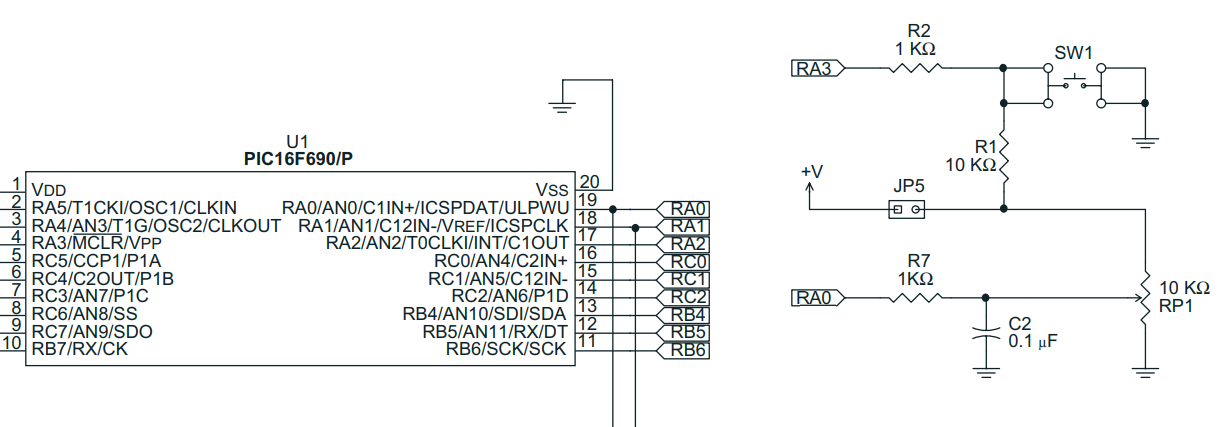 U1
PIC16F690/P
1 VDD
2 RA5/T1CKI/OSC1/CLKIN
3 RA4/AN3/T1G/OSC2/CLKOUT
4 RA3/MCLR/VPP
5 RC5/CCP1/P1A
6 RC4/C2OUT/P1B
7 RC3/AN7/P1C
8 RC6/AN8/SS
9 RC7/AN9/SDO
10 RB7/RX/CK
VSS 20
RA0/AN0/C1IN+/ICSPDAT/ULPWU 19 RA0
RA1/AN1/C12IN-/VREF/ICSPCLK 18 RA1
RA2/AN2/T0CLKI/INT/C1OUT 17 RA2
RC0/AN4/C2IN+ 16 RC0
RC1/AN5/C12IN- 15 RC1
RC2/AN6/P1D 14 RC2
RB4/AN10/SDI/SDA 13 RB4
RB5/AN11/RX/DT 12 RB5
RB6/SCK/SCK 11 RB6
R2
1 KΩ
RA3
SW1
R1
10 KΩ
+V
JP5
R7
1KΩ
RA0
C2
0.1 µF
10 KΩ
RP1